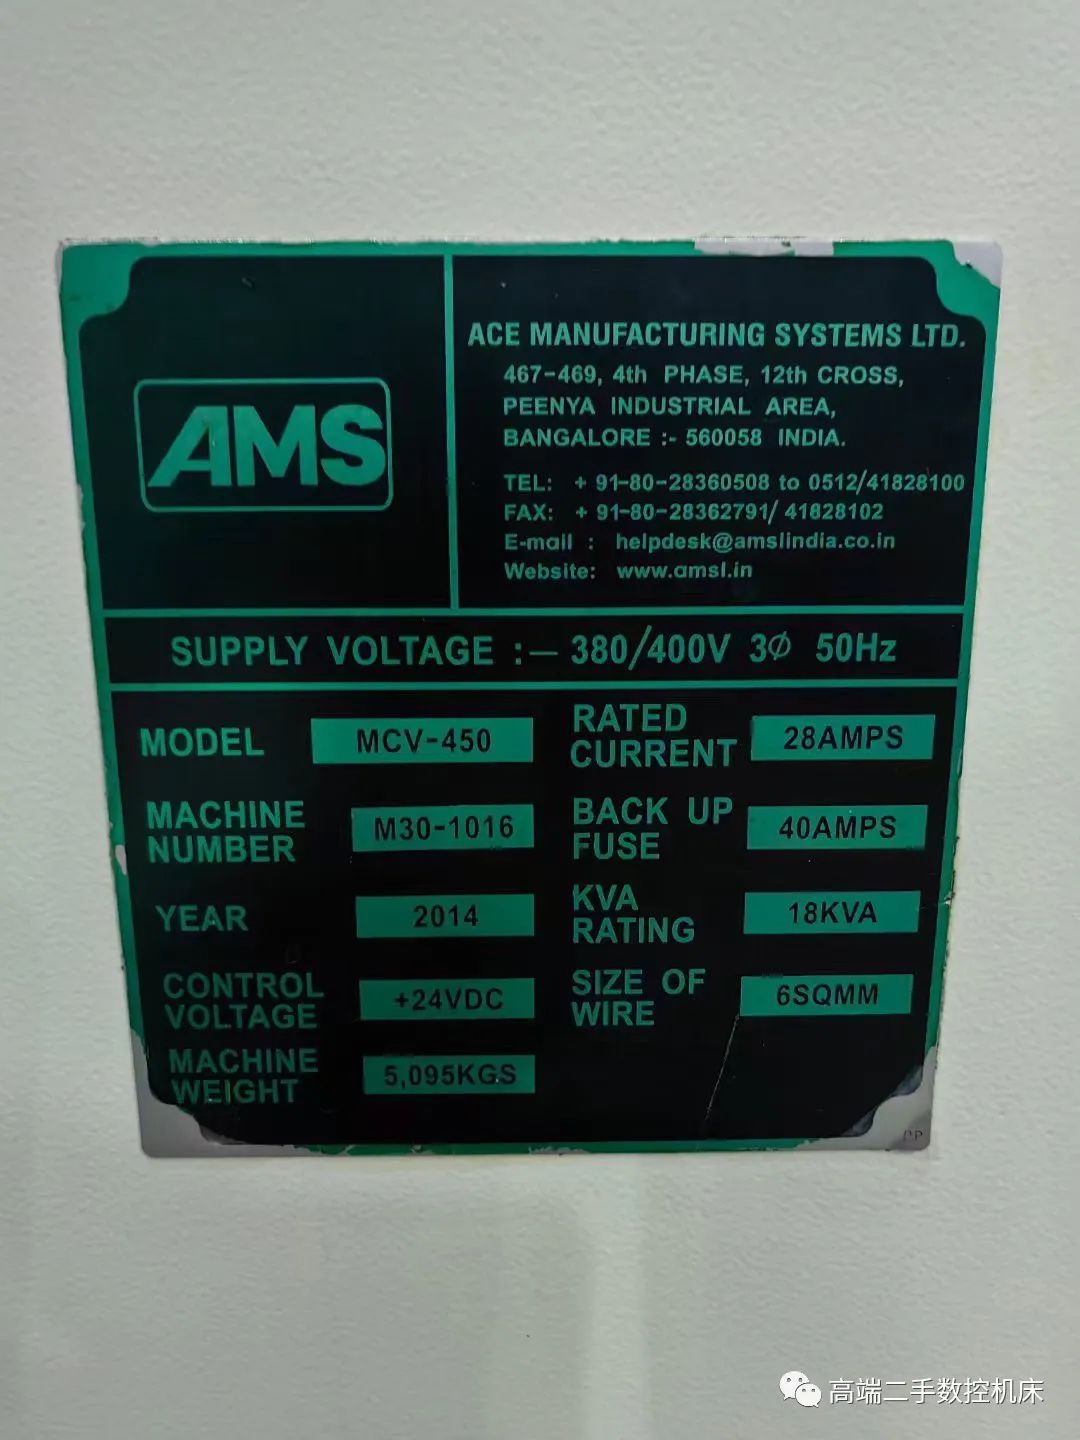 AMS
ACE MANUFACTURING SYSTEMS LTD.
467-469, 4th PHASE, 12th CROSS,
PEENYA INDUSTRIAL AREA,
BANGALORE :- 560058 INDIA.
TEL: + 91-80-28360508 to 0512/41828100
FAX: + 91-80-28362791/ 41828102
E-mail : helpdesk@amslindia.co.in
Website: www.amsl.in
SUPPLY VOLTAGE :— 380/400V 3Ø 50Hz
MODEL MCV-450
MACHINE
NUMBER M30-1016
YEAR 2014
CONTROL
VOLTAGE +24VDC
MACHINE
WEIGHT 5,095KGS
RATED
CURRENT 28AMPS
BACK UP
FUSE 40AMPS
KVA
RATING 18KVA
SIZE OF
WIRE 6SQMM
高端二手数控机床